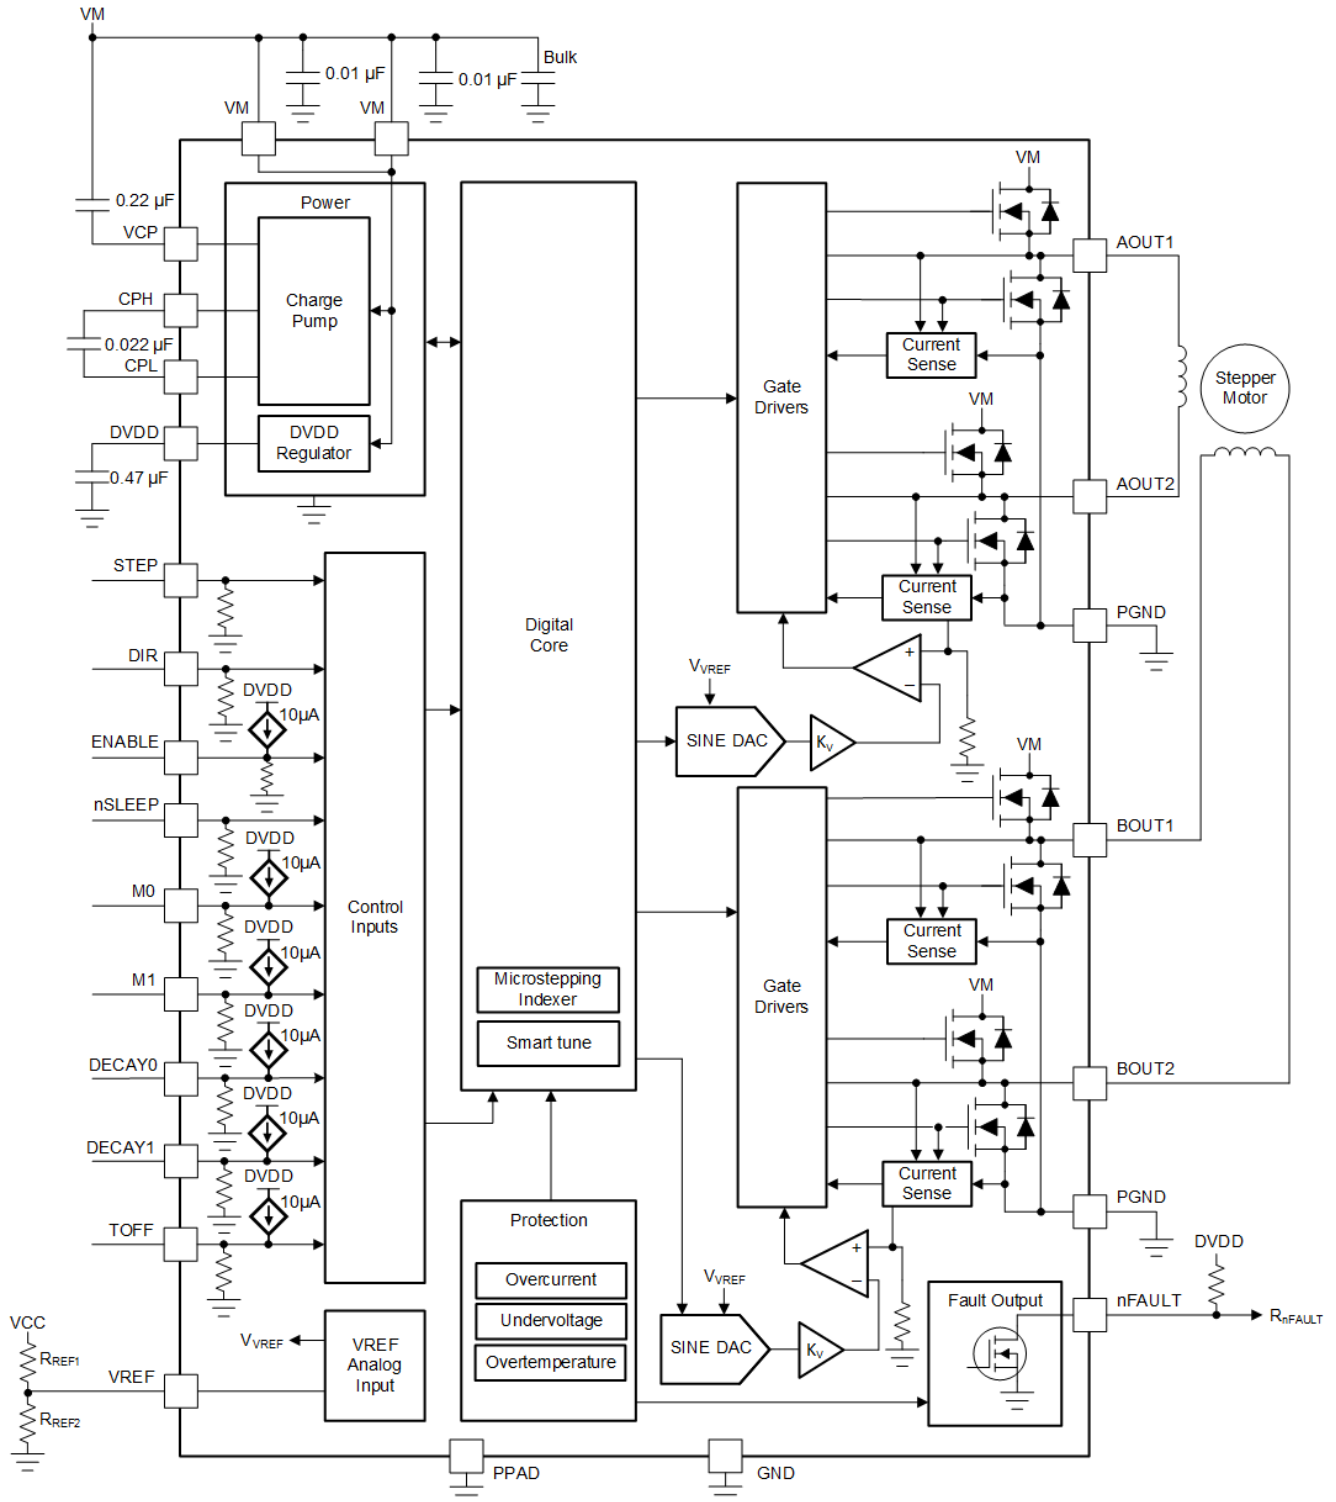 VM
0.01 µF
0.01 µF
Bulk
VM
VM
0.22 µF
VCP
CPH
0.022 µF
CPL
DVDD
0.47 µF
Power
Charge
Pump
DVDD
Regulator
STEP
DIR
DVDD
10µA
ENABLE
nSLEEP
DVDD
10µA
M0
DVDD
10µA
M1
DVDD
10µA
DECAY0
DVDD
10µA
DECAY1
DVDD
10µA
TOFF
Control
Inputs
VCC
RREF1
VREF
RREF2
VVREF
VREF
Analog
Input
Digital
Core
Microstepping
Indexer
Smart tune
Protection
Overcurrent
Undervoltage
Overtemperature
PPAD
GND
Gate
Drivers
VM
AOUT1
Current
Sense
VM
AOUT2
Current
Sense
PGND
Stepper
Motor
VVREF
SINE DAC
KV
+
−
Gate
Drivers
VM
BOUT1
Current
Sense
VM
BOUT2
Current
Sense
PGND
VVREF
SINE DAC
KV
+
−
Fault Output
nFAULT
DVDD
RnFAULT